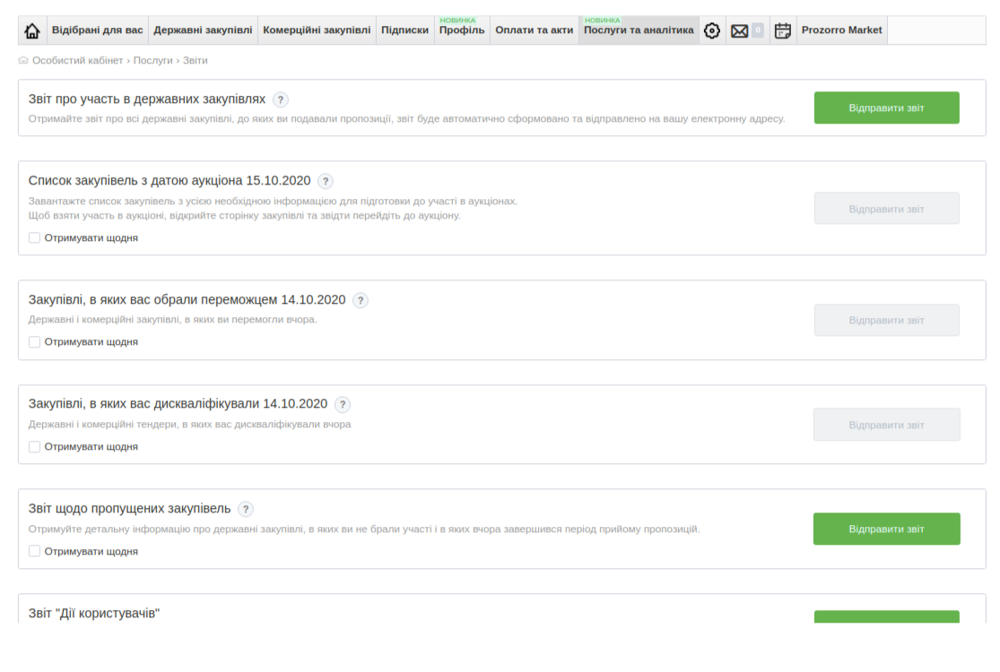 НОВИНКА НОВИНКА
Відібрані для вас Державні закупівлі Комерційні закупівлі Підписки Профіль Оплати та акти Послуги та аналітика 0 Prozorro Market
Особистий кабінет › Послуги › Звіти
Звіт про участь в державних закупівлях ?
Отримайте звіт про всі державні закупівлі, до яких ви подавали пропозиції, звіт буде автоматично сформовано та відправлено на вашу електронну адресу.
Відправити звіт
Список закупівель з датою аукціона 15.10.2020 ?
Завантажте список закупівель з усією необхідною інформацією для підготовки до участі в аукціонах.
Щоб взяти участь в аукціоні, відкрийте сторінку закупівлі та звідти перейдіть до аукціону.
Відправити звіт
Отримувати щодня
Закупівлі, в яких вас обрали переможцем 14.10.2020 ?
Державні і комерційні закупівлі, в яких ви перемогли вчора.
Відправити звіт
Отримувати щодня
Закупівлі, в яких вас дискваліфікували 14.10.2020 ?
Державні і комерційні тендери, в яких вас дискваліфікували вчора
Відправити звіт
Отримувати щодня
Звіт щодо пропущених закупівель ?
Отримуйте детальну інформацію про державні закупівлі, в яких ви не брали участі і в яких вчора завершився період прийому пропозицій.
Відправити звіт
Отримувати щодня
Звіт "Дії користувачів"